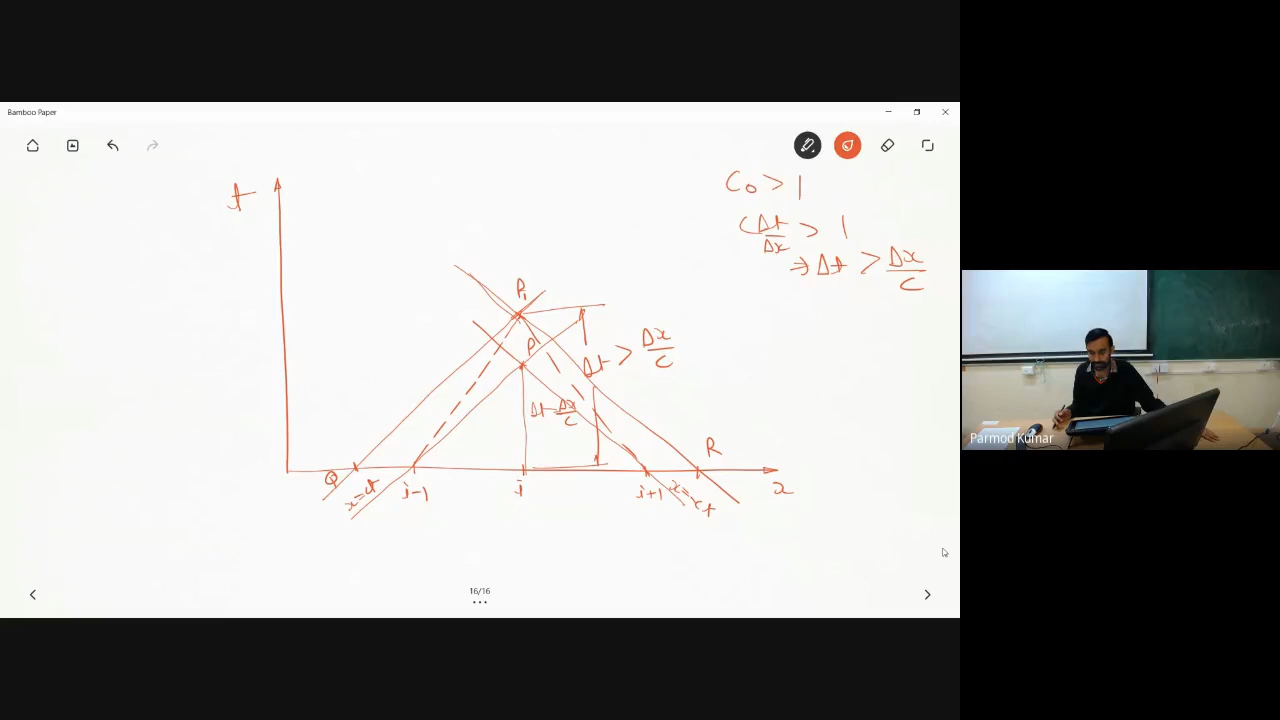 Bamboo Paper
t
C₀ > 1
CΔt/Δx > 1
⇒ Δt > Δx/C
P₁
P
Δt > Δx/C
Δt = Δx/C
R
Q
x=ct
i-1
i
i+1
x=-ct
x
Parmod Kumar
16/16